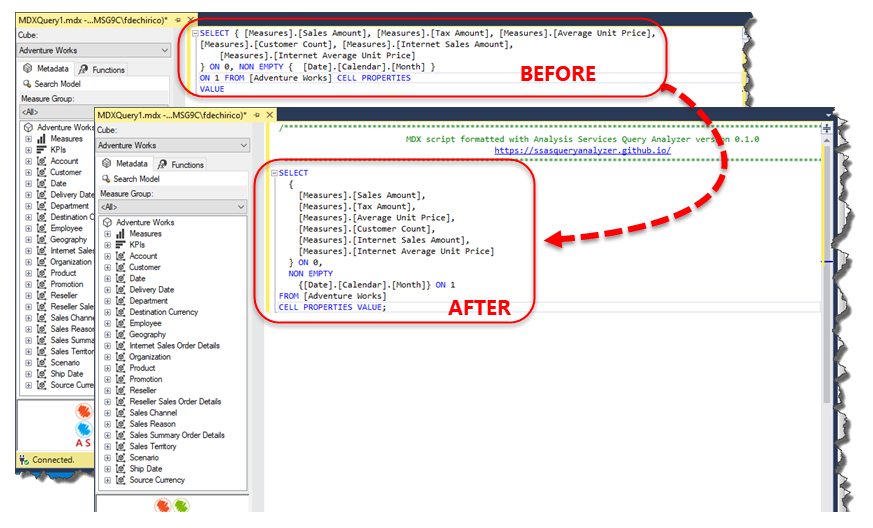 MDXQuery1.mdx -...MSG9C\fdechirico)*
Cube:
Adventure Works
Metadata
Functions
Search Model
Measure Group:
<All>
Adventure Works
Measures
KPIs
Account
Customer
Date
Delivery Date
Department
Destination C
Employee
Geography
Internet Sales
Organization
Product
Promotion
Reseller
Reseller Sale
Sales Chann
Sales Reaso
Sales Summa
Sales Territor
Scenario
Ship Date
Source Curre
A S
Connected.
SELECT { [Measures].[Sales Amount], [Measures].[Tax Amount], [Measures].[Average Unit Price],
[Measures].[Customer Count], [Measures].[Internet Sales Amount],
[Measures].[Internet Average Unit Price]
} ON 0, NON EMPTY { [Date].[Calendar].[Month] }
ON 1 FROM [Adventure Works] CELL PROPERTIES
VALUE
BEFORE
MDXQuery1.mdx -...MSG9C\fdechirico)*
Cube:
Adventure Works
Metadata
Functions
Search Model
Measure Group:
<All>
Adventure Works
Measures
KPIs
Account
Customer
Date
Delivery Date
Department
Destination Currency
Employee
Geography
Internet Sales Order Details
Organization
Product
Promotion
Reseller
Reseller Sales Order Details
Sales Channel
Sales Reason
Sales Summary Order Details
Sales Territory
Scenario
Ship Date
Source Currency
MDX script formatted with Analysis Services Query Analyzer version 0.1.0
https://ssasqueryanalyzer.github.io/
SELECT
{
[Measures].[Sales Amount],
[Measures].[Tax Amount],
[Measures].[Average Unit Price],
[Measures].[Customer Count],
[Measures].[Internet Sales Amount],
[Measures].[Internet Average Unit Price]
} ON 0,
NON EMPTY
{[Date].[Calendar].[Month]} ON 1
FROM [Adventure Works]
CELL PROPERTIES VALUE;
AFTER